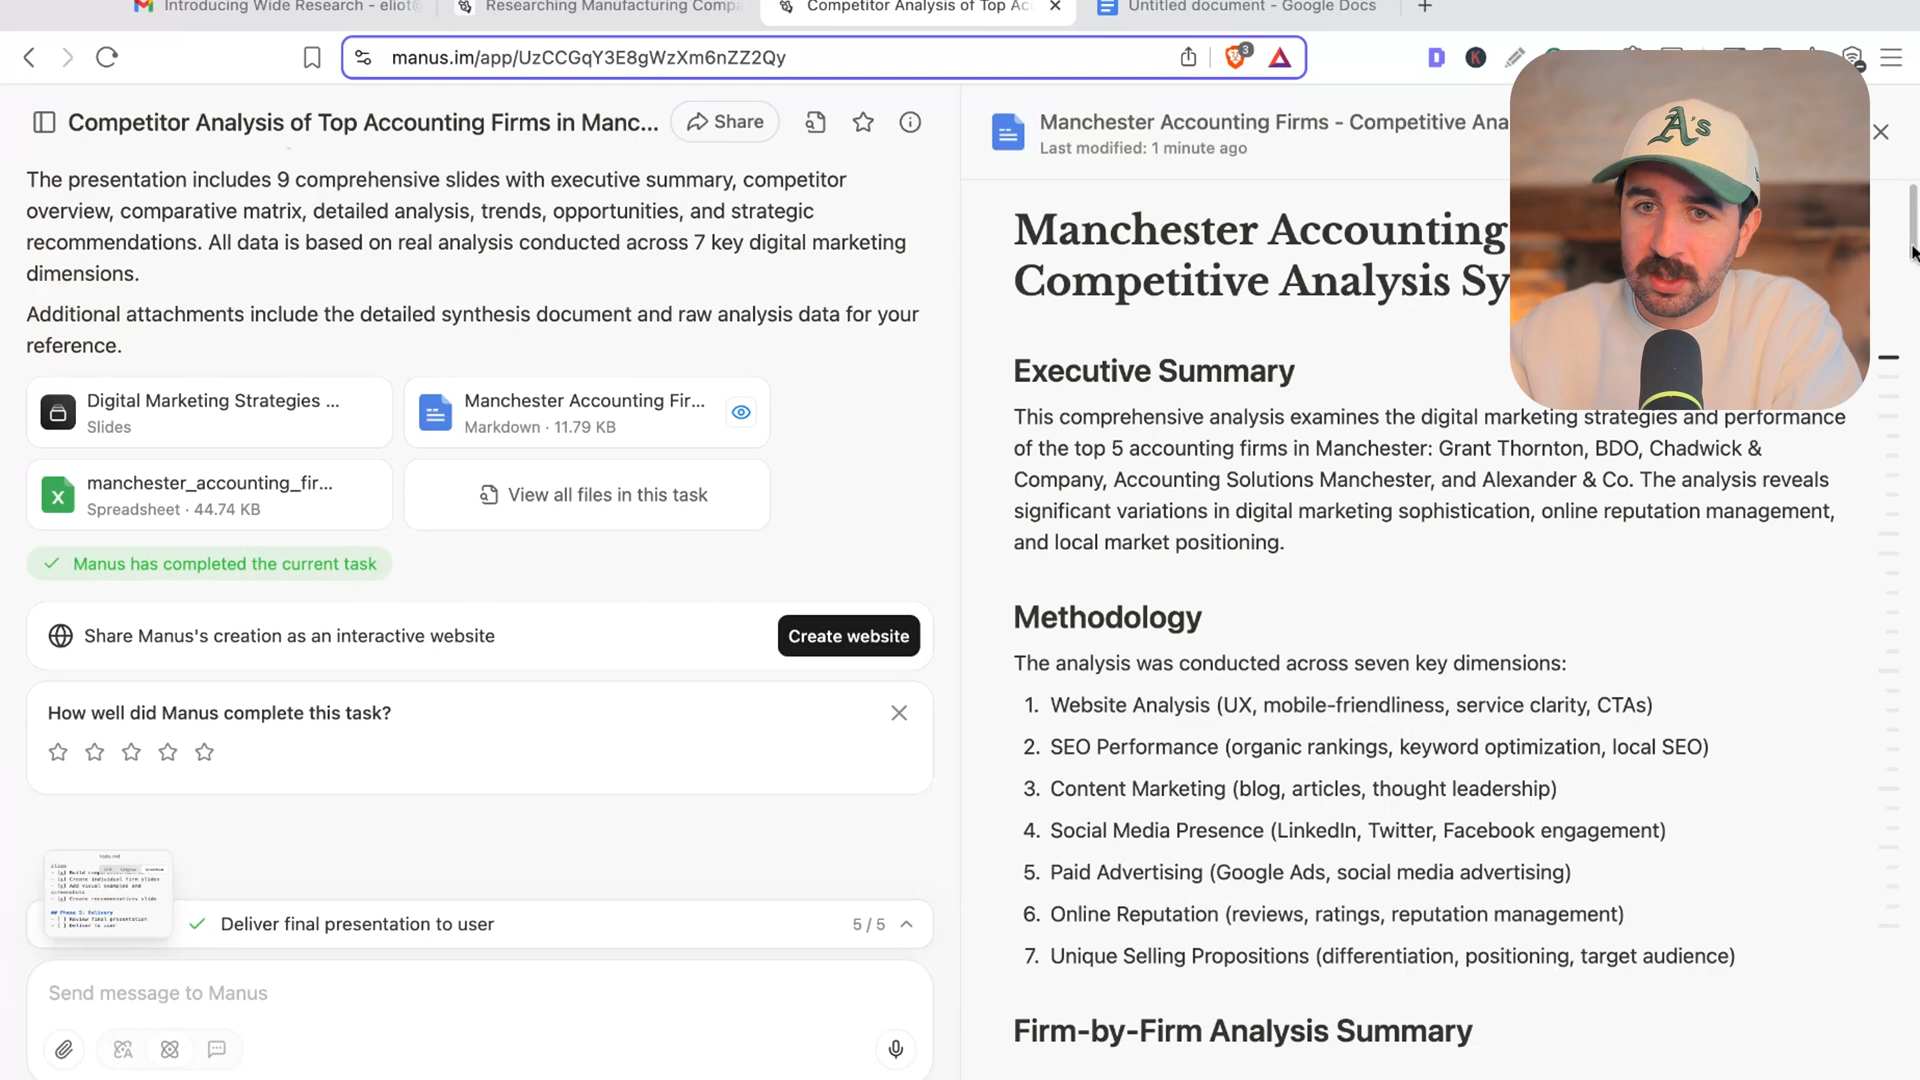 Introducing Wide Research - eliot@
Researching Manufacturing Compa
Competitor Analysis of Top Ac
Untitled document - Google Docs
manus.im/app/UzCCGqY3E8gWzXm6nZZ2Qy
3
D
K
Competitor Analysis of Top Accounting Firms in Manc...
Share
The presentation includes 9 comprehensive slides with executive summary, competitor
overview, comparative matrix, detailed analysis, trends, opportunities, and strategic
recommendations. All data is based on real analysis conducted across 7 key digital marketing
dimensions.
Additional attachments include the detailed synthesis document and raw analysis data for your
reference.
Digital Marketing Strategies ...
Slides
Manchester Accounting Fir...
Markdown · 11.79 KB
X
manchester_accounting_fir...
Spreadsheet · 44.74 KB
View all files in this task
Manus has completed the current task
Share Manus's creation as an interactive website
Create website
How well did Manus complete this task?
Deliver final presentation to user
5 / 5
Send message to Manus
Manchester Accounting Firms - Competitive Ana
Last modified: 1 minute ago
A's
Manchester Accounting
Competitive Analysis Sy
Executive Summary
This comprehensive analysis examines the digital marketing strategies and performance
of the top 5 accounting firms in Manchester: Grant Thornton, BDO, Chadwick &
Company, Accounting Solutions Manchester, and Alexander & Co. The analysis reveals
significant variations in digital marketing sophistication, online reputation management,
and local market positioning.
Methodology
The analysis was conducted across seven key dimensions:
1. Website Analysis (UX, mobile-friendliness, service clarity, CTAs)
2. SEO Performance (organic rankings, keyword optimization, local SEO)
3. Content Marketing (blog, articles, thought leadership)
4. Social Media Presence (LinkedIn, Twitter, Facebook engagement)
5. Paid Advertising (Google Ads, social media advertising)
6. Online Reputation (reviews, ratings, reputation management)
7. Unique Selling Propositions (differentiation, positioning, target audience)
Firm-by-Firm Analysis Summary